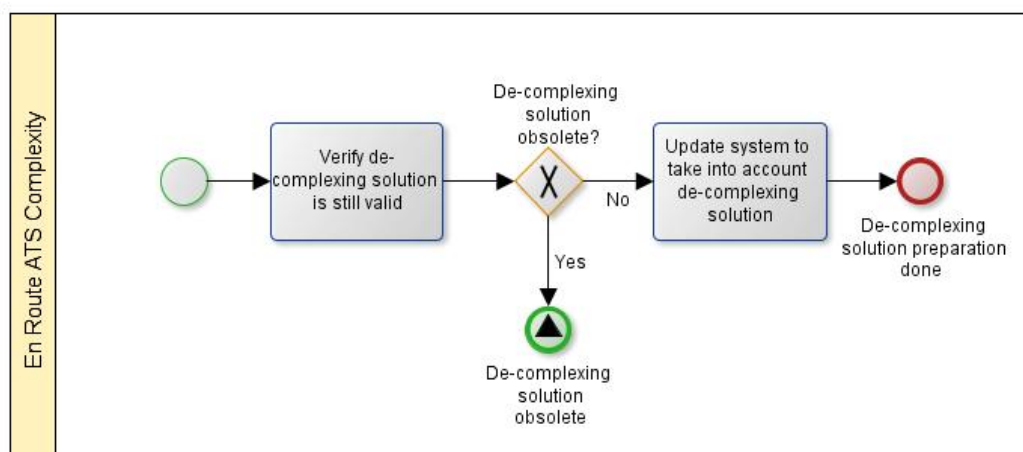 En Route ATS Complexity
Verify de-
complexing solution
is still valid
De-complexing
solution
obsolete?
No
Yes
Update system to
take into account
de-complexing
solution
De-complexing
solution preparation
done
De-complexing
solution
obsolete